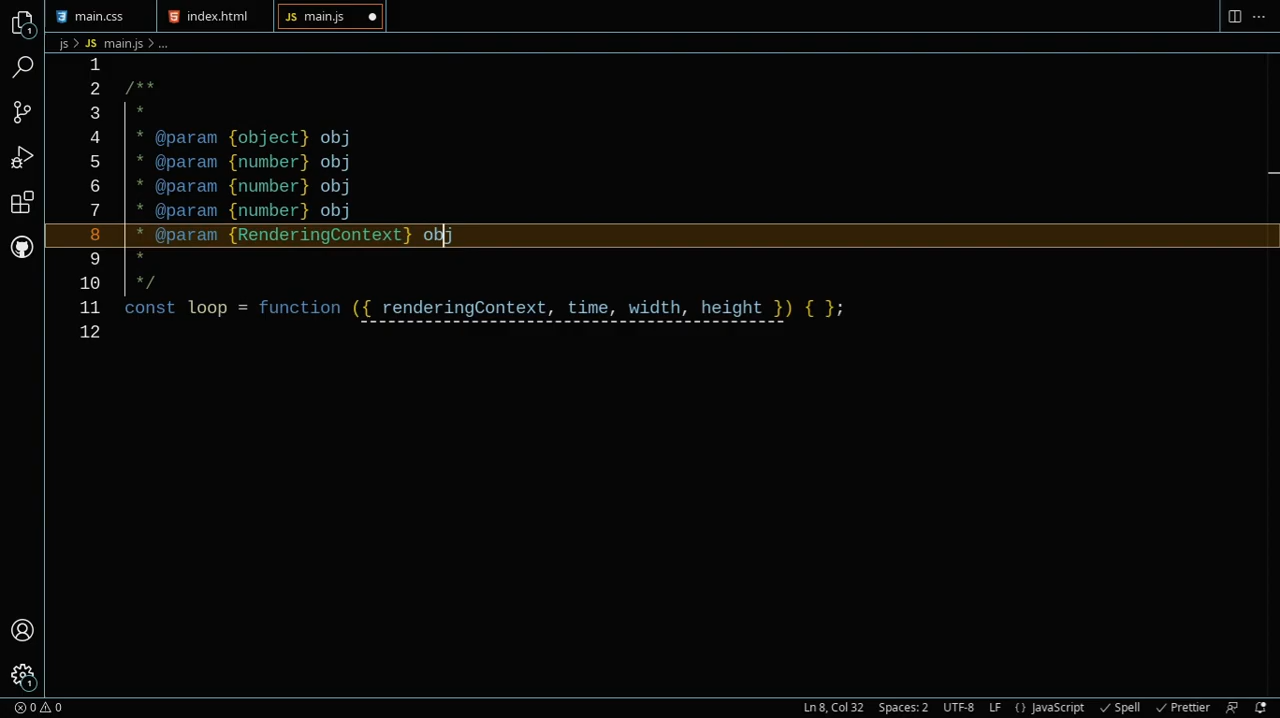 main.css
index.html
JS main.js
js > JS main.js > ...
1
2 /**
3 *
4 * @param {object} obj
5 * @param {number} obj
6 * @param {number} obj
7 * @param {number} obj
8 * @param {RenderingContext} obj
9 *
10 */
11 const loop = function ({ renderingContext, time, width, height }) { };
12
1
1
0 0 Ln 8, Col 32 Spaces: 2 UTF-8 LF {} JavaScript Spell Prettier